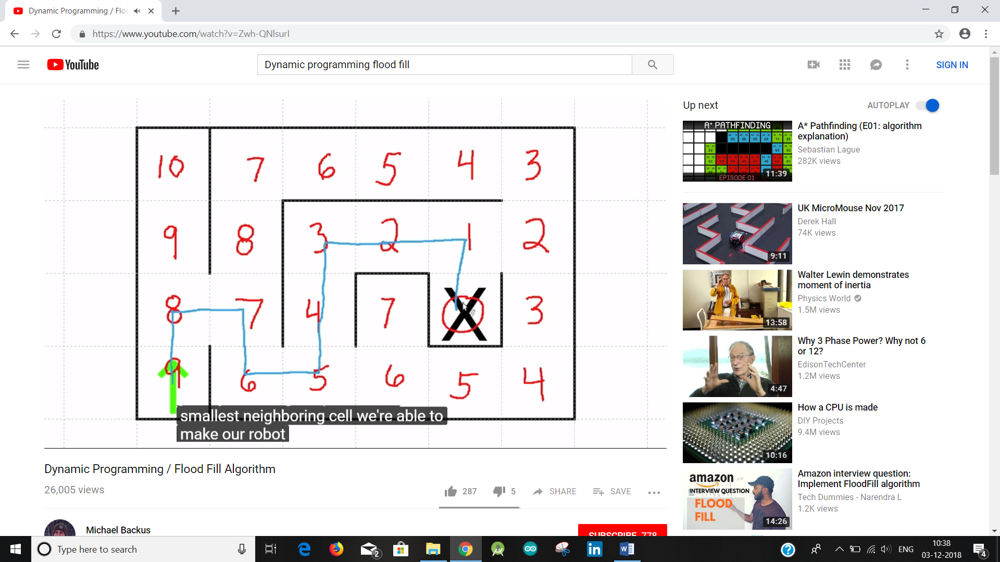 Dynamic Programming / Floo
https://www.youtube.com/watch?v=Zwh-QNlsurI
YouTube
Dynamic programming flood fill
SIGN IN
10 7 6 5 4 3
9 8 3 2 1 2
8 7 4 7 X 3
9 6 5 6 5 4
smallest neighboring cell we're able to
make our robot
Dynamic Programming / Flood Fill Algorithm
26,005 views
287
5
SHARE
SAVE
Michael Backus
SUBSCRIBE 778
Up next
AUTOPLAY
A* PATHFINDING
EPISODE 01
11:39
A* Pathfinding (E01: algorithm
explanation)
Sebastian Lague
282K views
9:11
UK MicroMouse Nov 2017
Derek Hall
74K views
13:58
Walter Lewin demonstrates
moment of inertia
Physics World
1.5M views
4:47
Why 3 Phase Power? Why not 6
or 12?
EdisonTechCenter
1.2M views
10:16
How a CPU is made
DIY Projects
9.4M views
amazon
INTERVIEW QUESTION
FLOOD
FILL
14:26
Amazon interview question:
Implement FloodFill algorithm
Tech Dummies - Narendra L
1.2K views
Type here to search
2
ENG
10:38
03-12-2018
4